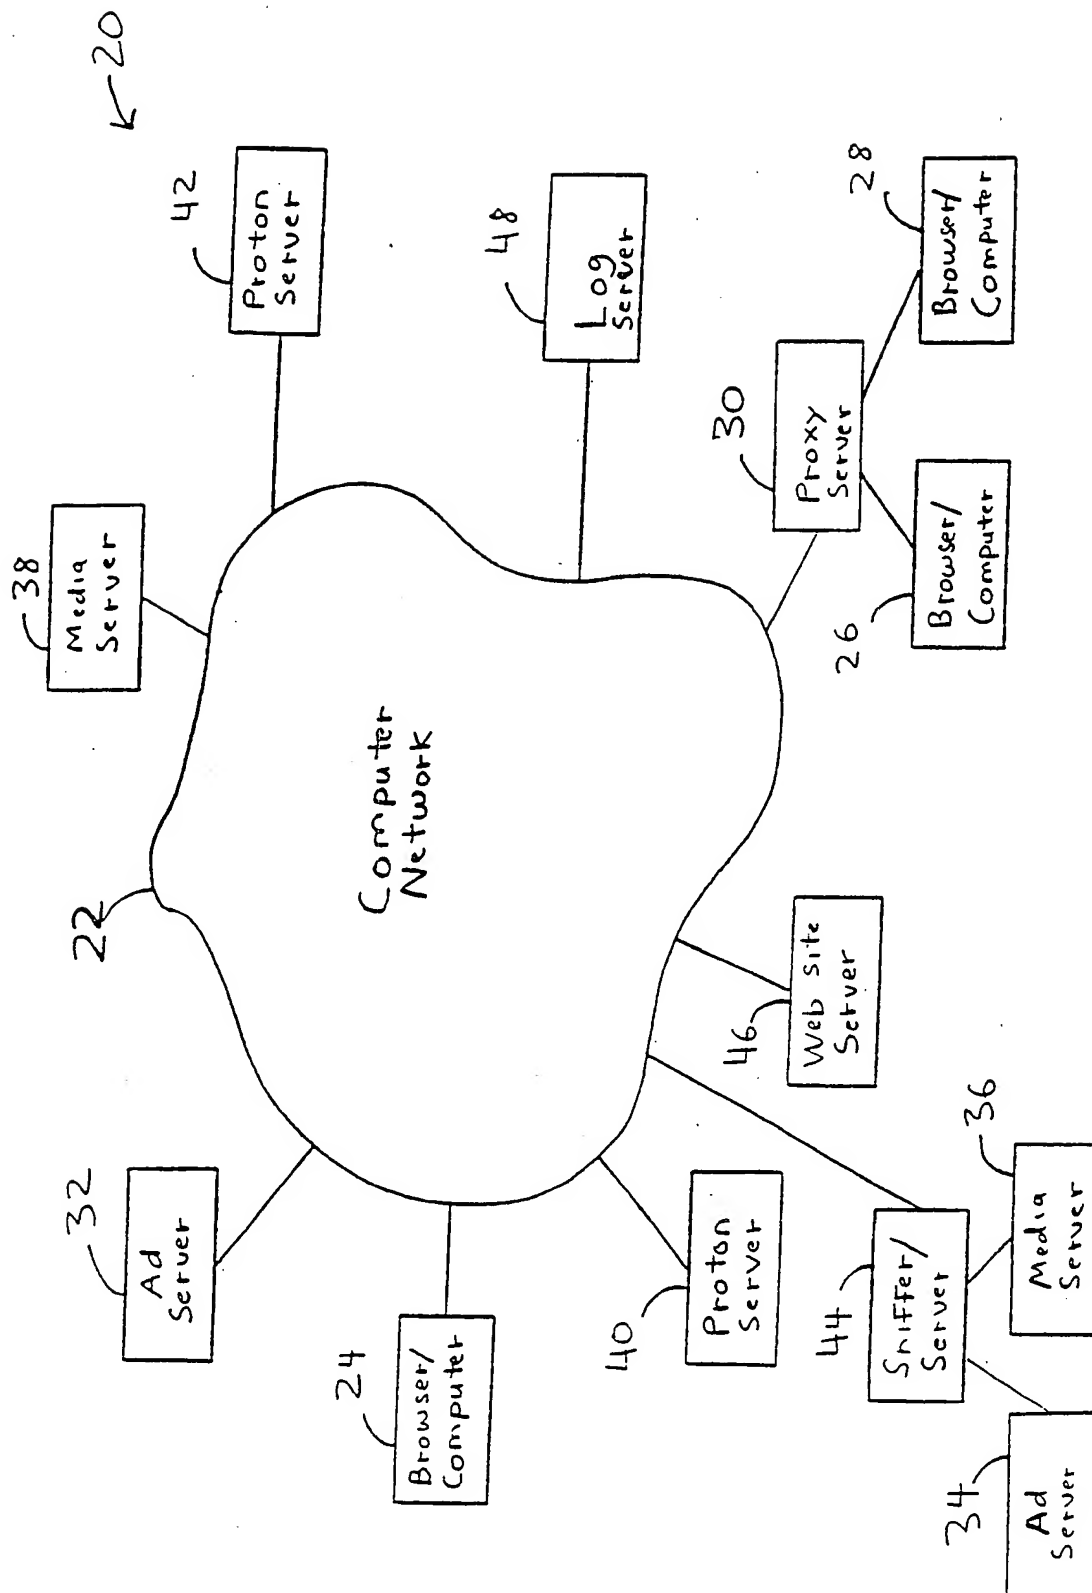 20
22
Computer
Network
32
Ad
Server
38
Media
Server
42
Proton
Server
24
Browser/
Computer
48
Log
Server
40
Proton
Server
46
Web site
Server
30
Proxy
Server
44
Sniffer/
Server
26
Browser/
Computer
28
Browser/
Computer
34
Ad
Server
36
Media
Server